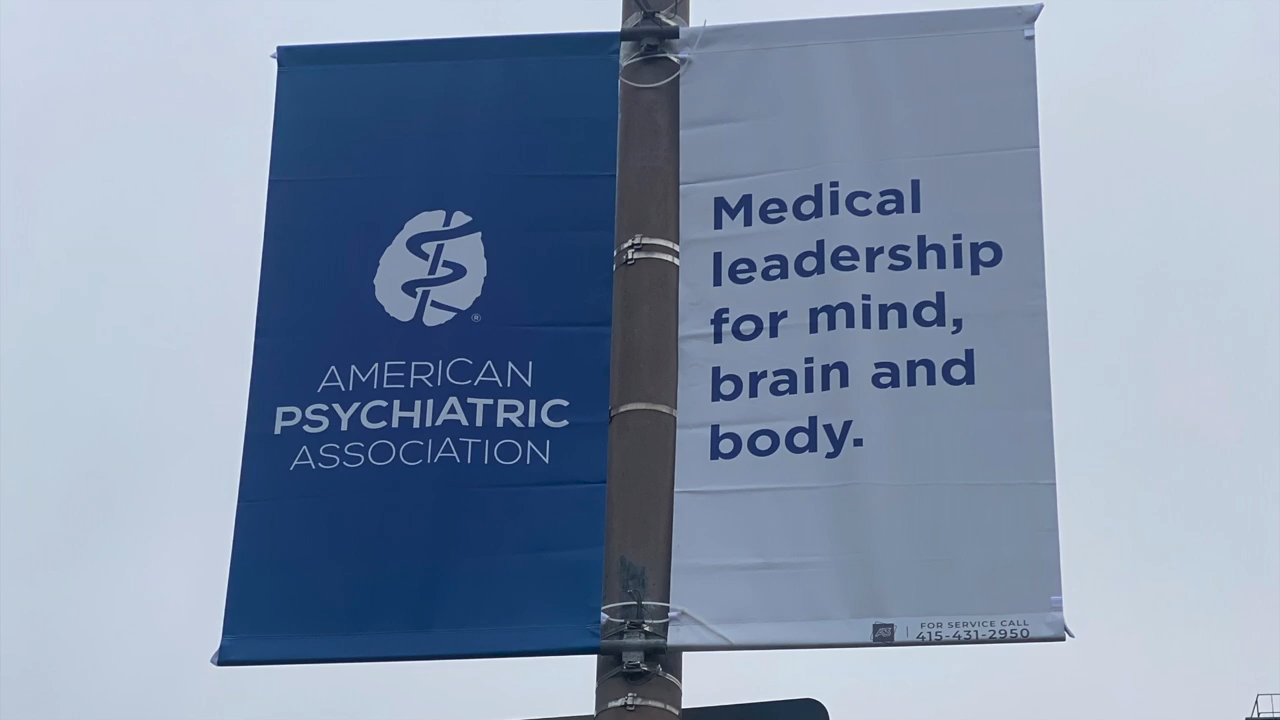 ®
AMERICAN
PSYCHIATRIC
ASSOCIATION
Medical
leadership
for mind,
brain and
body.
FOR SERVICE CALL
415-431-2950